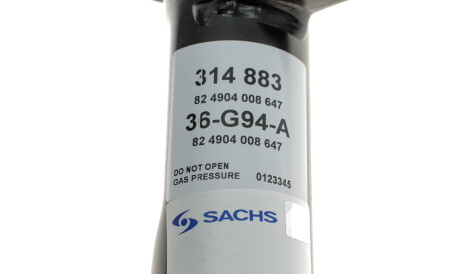 314 883
82 4904 008 647
36-G94-A
82 4904 008 647
DO NOT OPEN
GAS PRESSURE 0123345
SACHS